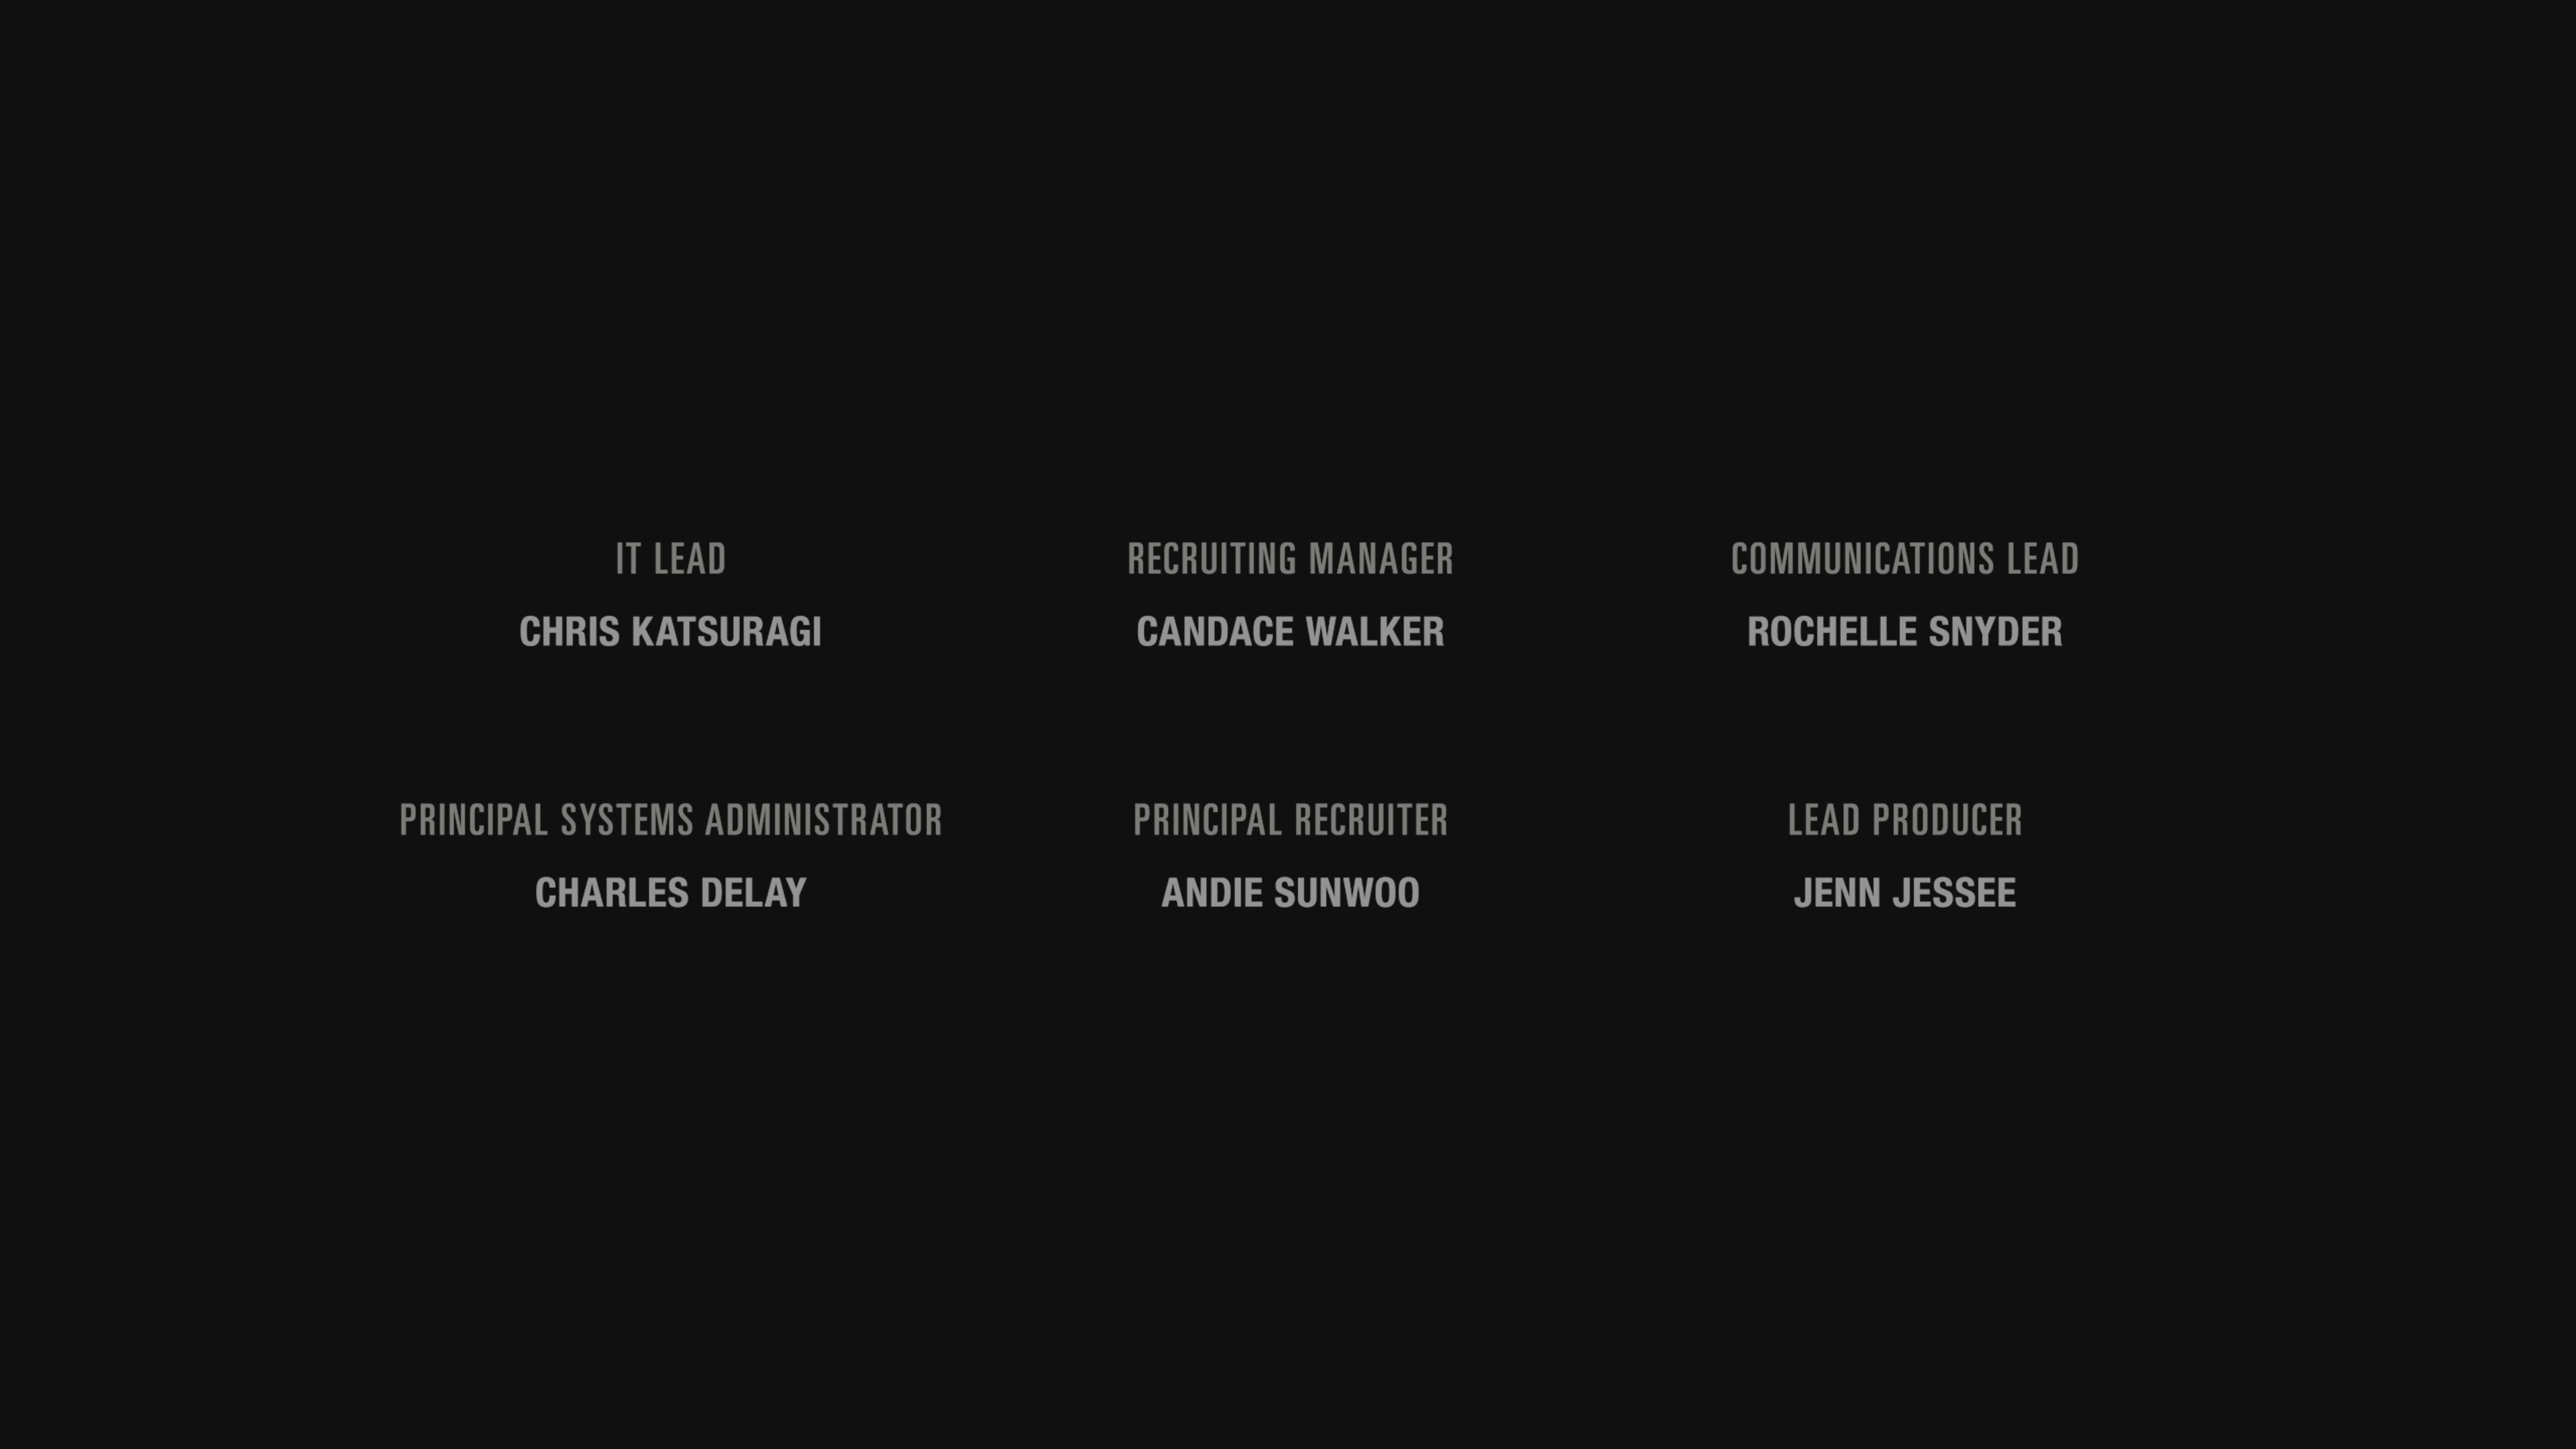 IT LEAD
CHRIS KATSURAGI
RECRUITING MANAGER
CANDACE WALKER
COMMUNICATIONS LEAD
ROCHELLE SNYDER
PRINCIPAL SYSTEMS ADMINISTRATOR
CHARLES DELAY
PRINCIPAL RECRUITER
ANDIE SUNWOO
LEAD PRODUCER
JENN JESSEE